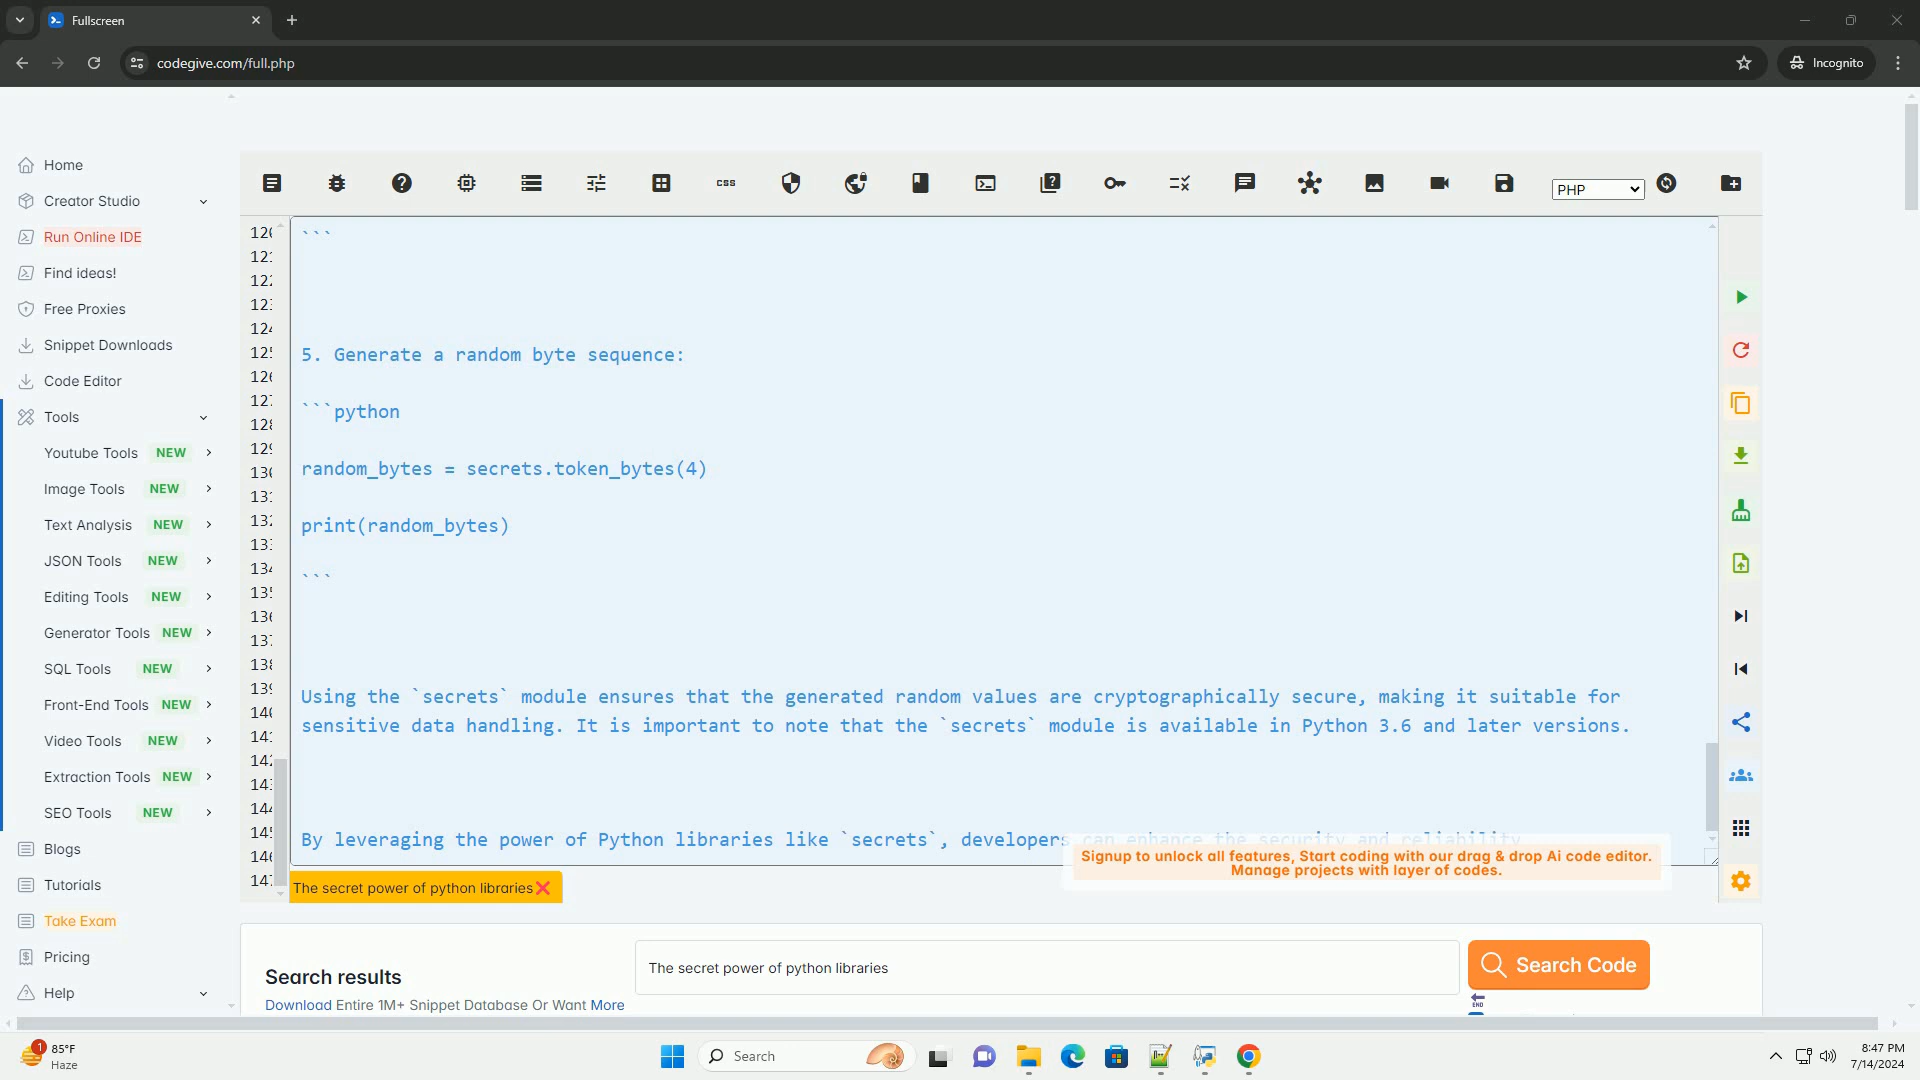 Fullscreen
codegive.com/full.php
Incognito
Home
Creator Studio
Run Online IDE
Find ideas!
Free Proxies
Snippet Downloads
Code Editor
Tools
Youtube Tools NEW
Image Tools NEW
Text Analysis NEW
JSON Tools NEW
Editing Tools NEW
Generator Tools NEW
SQL Tools NEW
Front-End Tools NEW
Video Tools NEW
Extraction Tools NEW
SEO Tools NEW
Blogs
Tutorials
Take Exam
Pricing
Help
css
PHP
```
5. Generate a random byte sequence:
```python
random_bytes = secrets.token_bytes(4)
print(random_bytes)
```
Using the `secrets` module ensures that the generated random values are cryptographically secure, making it suitable for
sensitive data handling. It is important to note that the `secrets` module is available in Python 3.6 and later versions.
By leveraging the power of Python libraries like `secrets`, developers can enhance the security and reliability
Signup to unlock all features, Start coding with our drag & drop Ai code editor.
Manage projects with layer of codes.
The secret power of python libraries
Search results
The secret power of python libraries
Search Code
Download Entire 1M+ Snippet Database Or Want More
END
1
85°F
Haze
Search
8:47 PM
7/14/2024